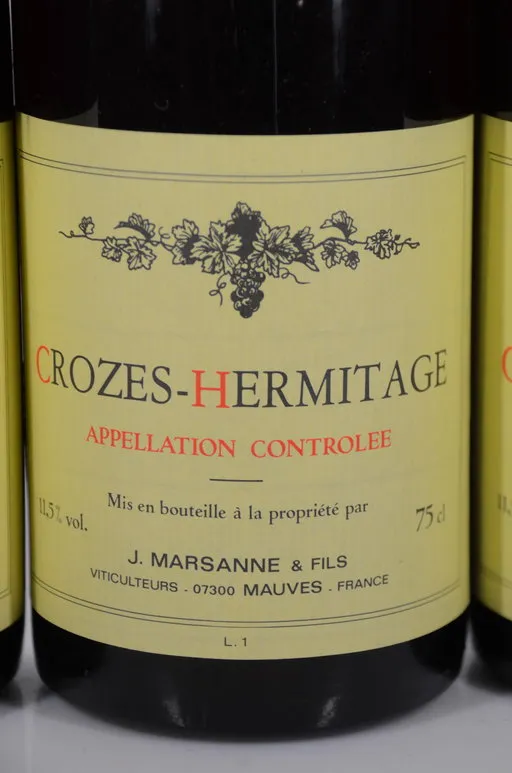 CROZES-HERMITAGE
APPELLATION CONTROLEE
Mis en bouteille à la propriété par
11,5% vol.
75 cl
J. MARSANNE & FILS
VITICULTEURS - 07300 MAUVES - FRANCE
L. 1